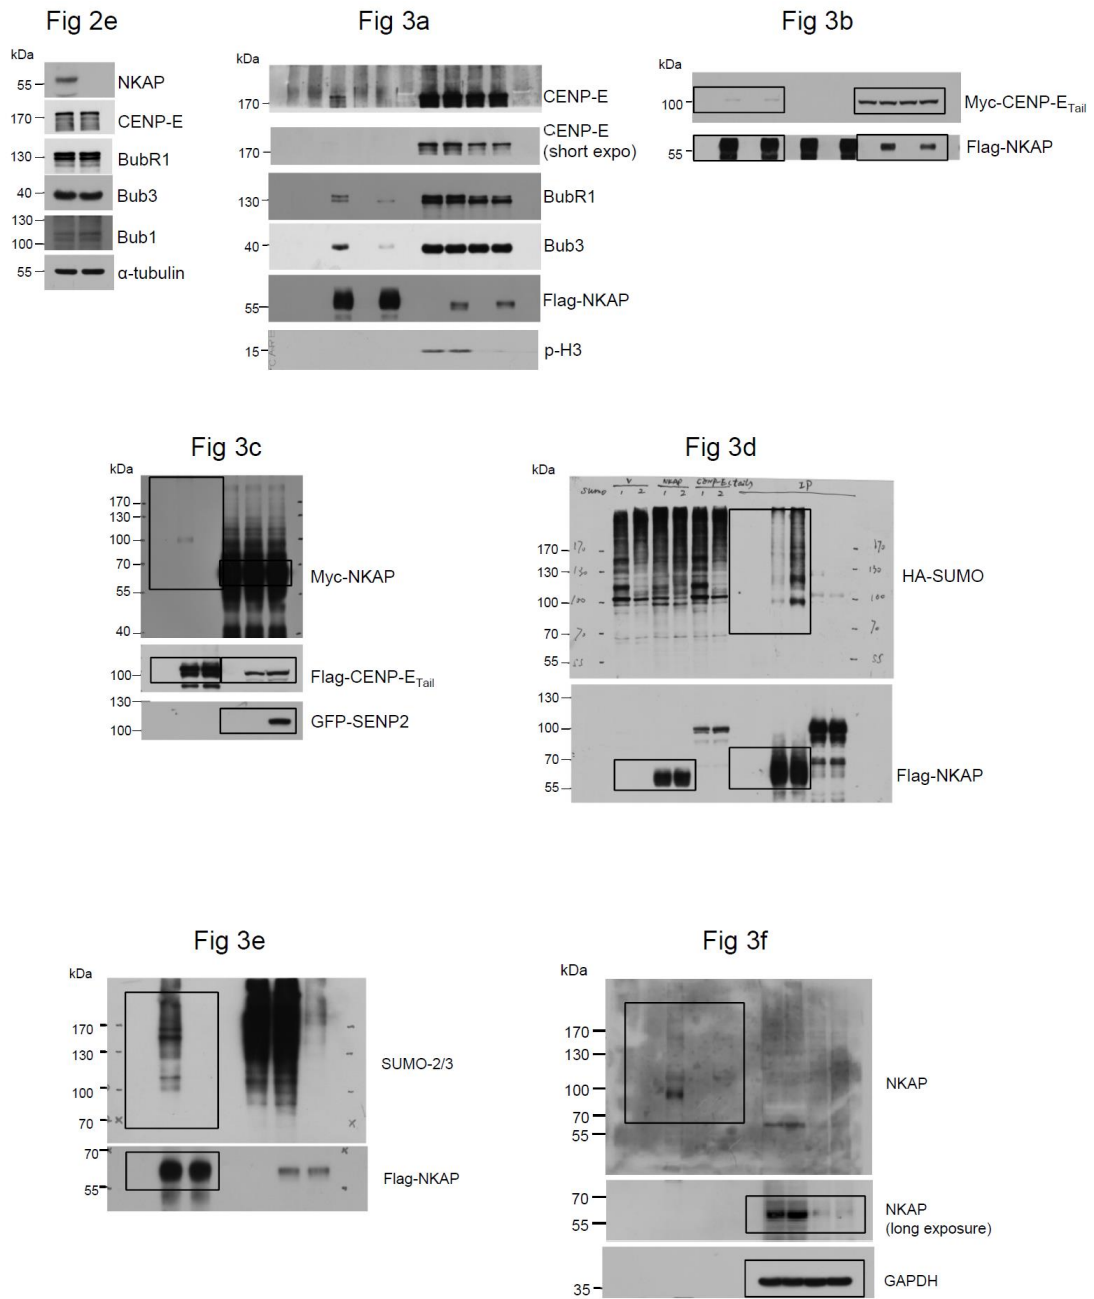 Fig 2e
kDa
55
NKAP
170
CENP-E
130
BubR1
40
Bub3
130
100
Bub1
55
α-tubulin
Fig 3a
kDa
170
CENP-E
170
CENP-E
(short expo)
130
BubR1
40
Bub3
55
Flag-NKAP
15
p-H3
Fig 3b
kDa
100
Myc-CENP-ETail
55
Flag-NKAP
Fig 3c
kDa
170
130
100
70
55
40
Myc-NKAP
100
Flag-CENP-ETail
130
100
GFP-SENP2
Fig 3d
kDa
V NKAP CENP-E tails IP
Sumo 1 2 1 2 1 2
170 170 170
130 130 130
100 100 100
70 70 70
55 55 55
HA-SUMO
130
100
70
55
Flag-NKAP
Fig 3e
kDa
170
130
100
70
SUMO-2/3
70
55
Flag-NKAP
Fig 3f
kDa
170
130
100
70
55
NKAP
70
55
NKAP
(long exposure)
35
GAPDH